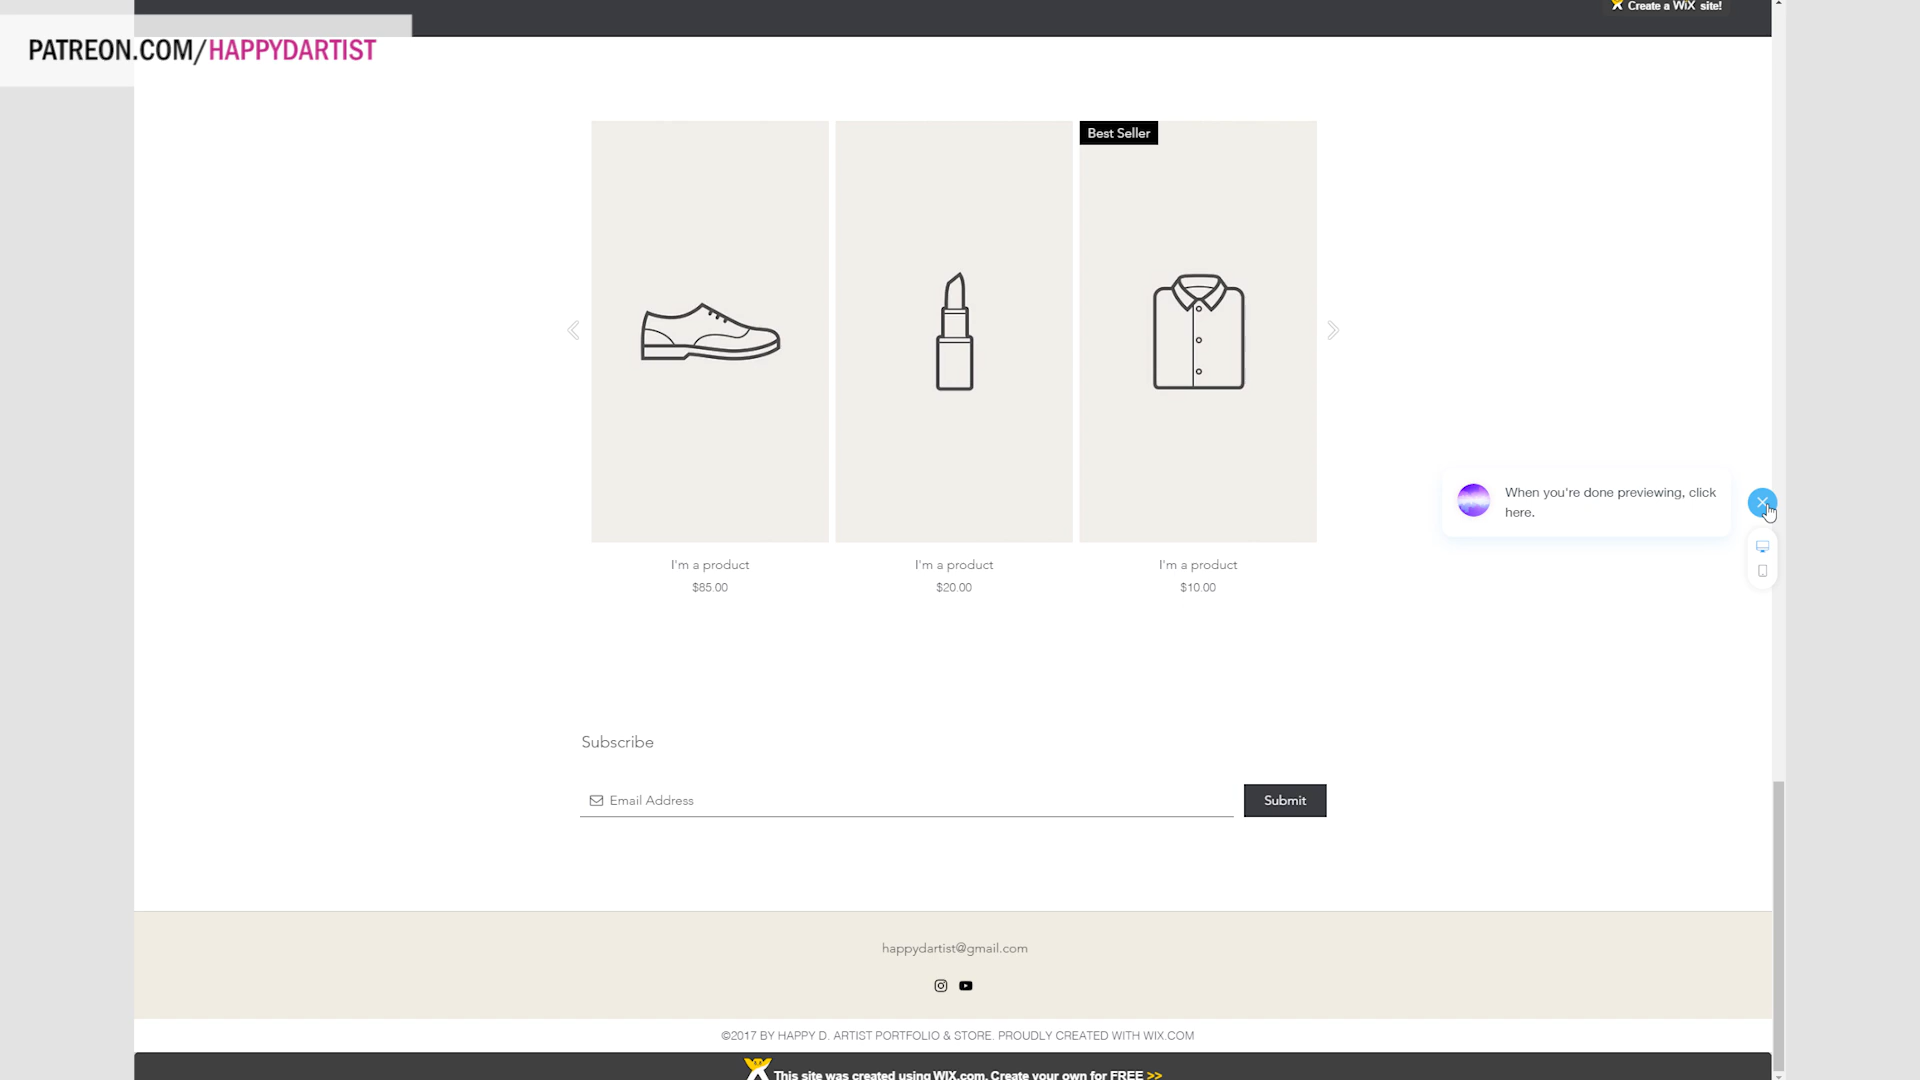 Create a WiX site!
PATREON.COM/HAPPYDARTIST
Best Seller
When you're done previewing, click
here.
I'm a product
$85.00
I'm a product
$20.00
I'm a product
$10.00
Subscribe
Email Address
Submit
happydartist@gmail.com
©2017 BY HAPPY D. ARTIST PORTFOLIO & STORE. PROUDLY CREATED WITH WIX.COM
This site was created using WIX.com. Create your own for FREE >>